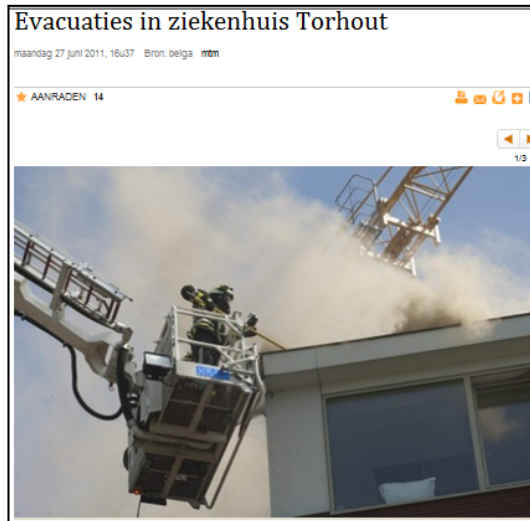 Evacuaties in ziekenhuis Torhout
maandag 27 juni 2011, 16u37 Bron: belga mtm
AANRADEN 14
1/3